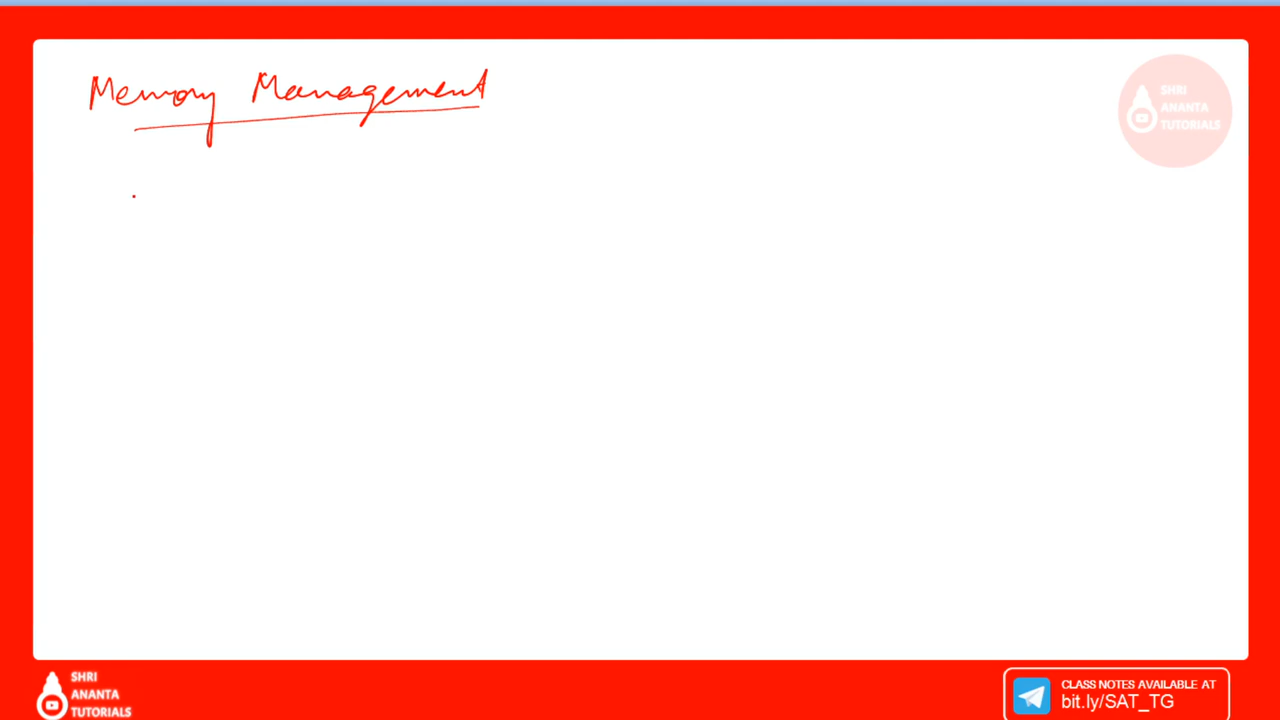 Memory Management
SHRI
ANANTA
TUTORIALS
SHRI
ANANTA
TUTORIALS
CLASS NOTES AVAILABLE AT
bit.ly/SAT_TG